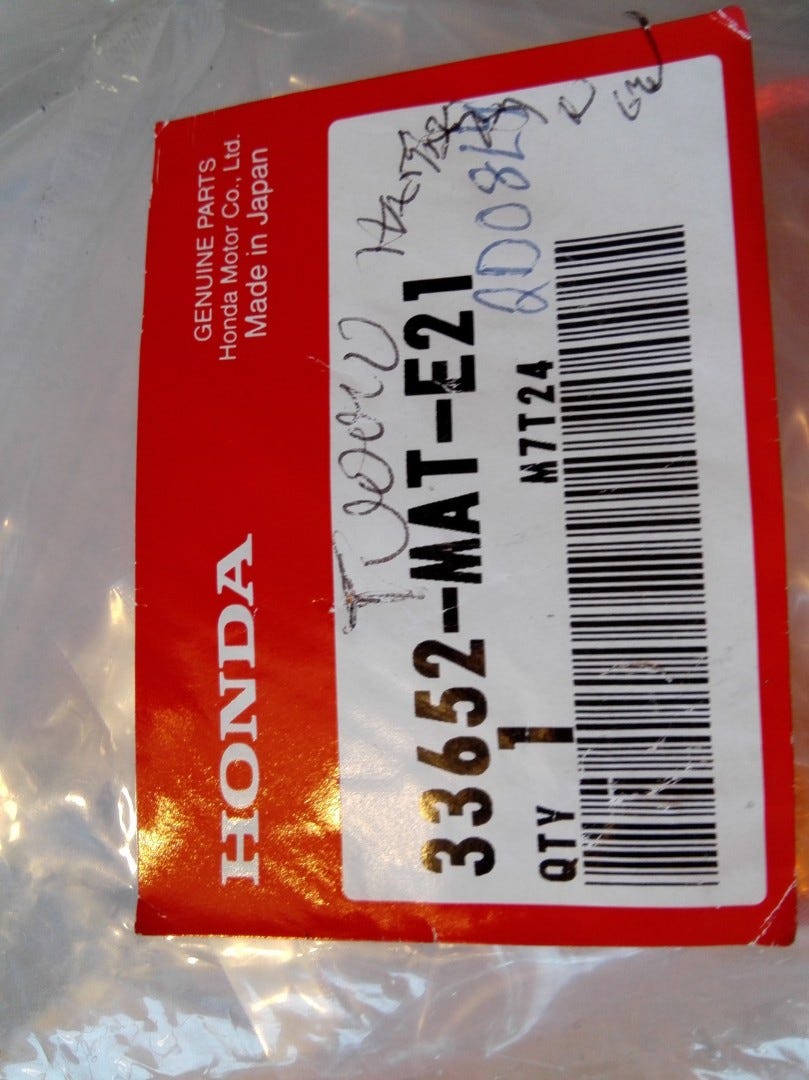 GENUINE PARTS
Honda Motor Co., Ltd.
Made in Japan
HONDA
33652-MAT-E21
QTY 1 M7T24